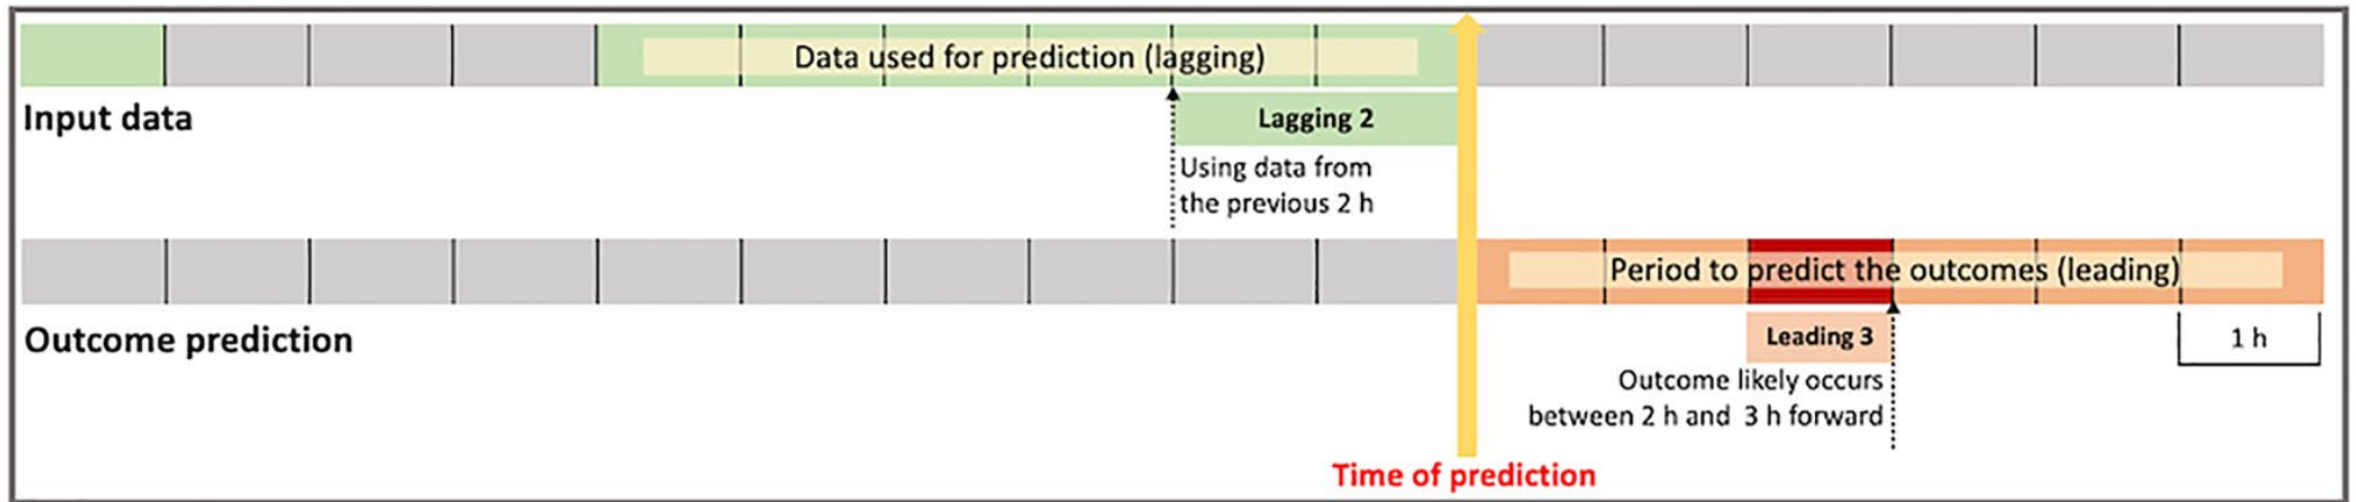 Data used for prediction (lagging)
Input data
Lagging 2
Using data from
the previous 2 h
Period to predict the outcomes (leading)
Outcome prediction
Leading 3
1 h
Outcome likely occurs
between 2 h and 3 h forward
Time of prediction